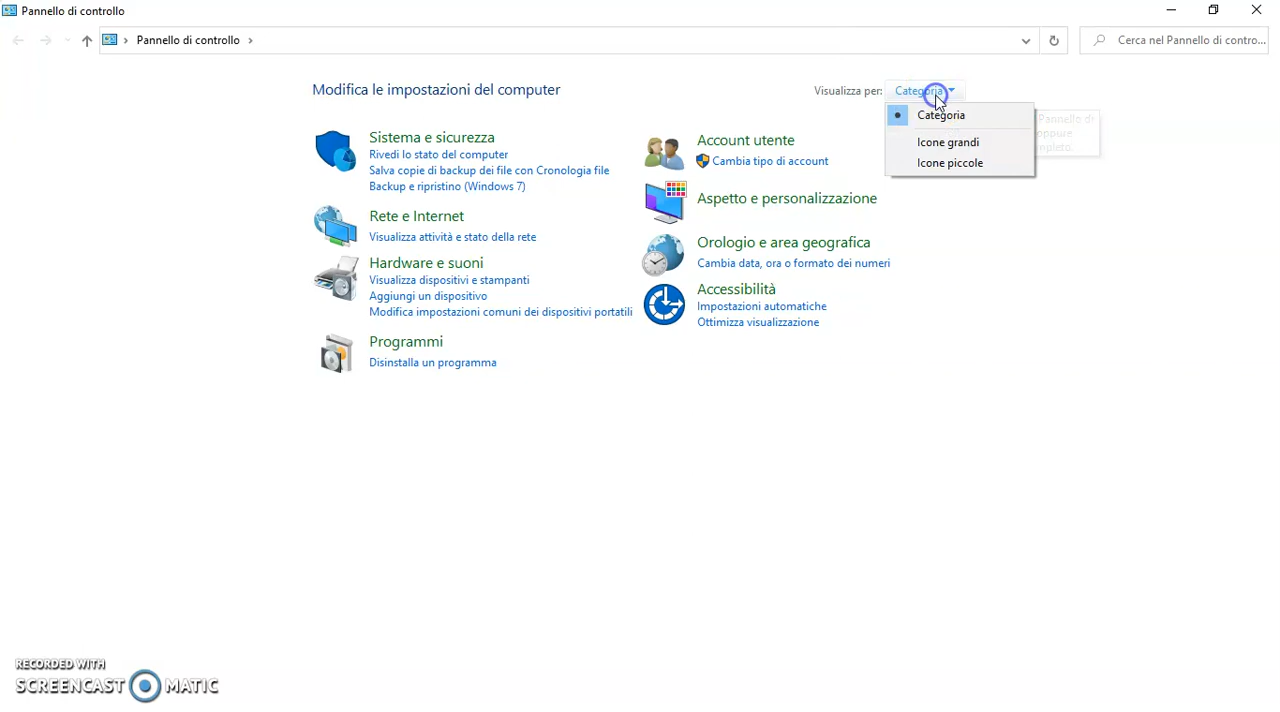 Pannello di controllo
Pannello di controllo
Cerca nel Pannello di contro...
Modifica le impostazioni del computer
Visualizza per: Categoria
Categoria
Icone grandi
Icone piccole
Pannello di
oppure
Sistema e sicurezza
Rivedi lo stato del computer
Salva copie di backup dei file con Cronologia file
Backup e ripristino (Windows 7)
Rete e Internet
Visualizza attività e stato della rete
Hardware e suoni
Visualizza dispositivi e stampanti
Aggiungi un dispositivo
Modifica impostazioni comuni dei dispositivi portatili
Programmi
Disinstalla un programma
Account utente
Cambia tipo di account
Aspetto e personalizzazione
Orologio e area geografica
Cambia data, ora o formato dei numeri
Accessibilità
Impostazioni automatiche
Ottimizza visualizzazione
RECORDED WITH
SCREENCAST MATIC